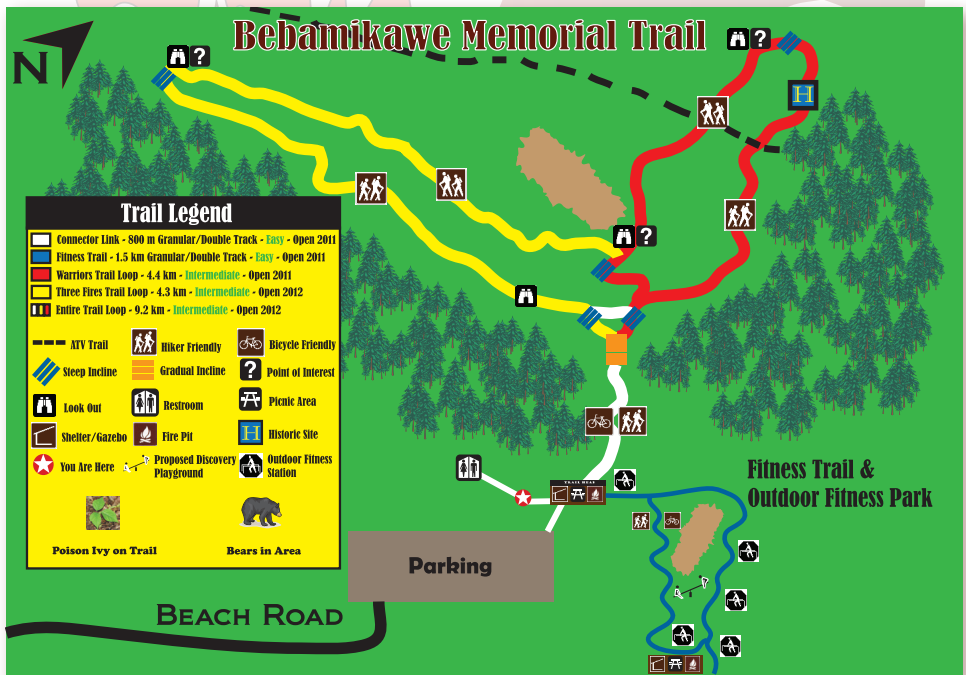 Bebamikawe Memorial Trail
N
?
?
H
?
Trail Legend
Connector Link - 800 m Granular/Double Track - Easy - Open 2011
Fitness Trail - 1.5 km Granular/Double Track - Easy - Open 2011
Warriors Trail Loop - 4.4 km - Intermediate - Open 2011
Three Fires Trail Loop - 4.3 km - Intermediate - Open 2012
Entire Trail Loop - 9.2 km - Intermediate - Open 2012
ATV Trail
Hiker Friendly
Bicycle Friendly
Steep Incline
Gradual Incline
? Point of Interest
Look Out
Restroom
Picnic Area
Shelter/Gazebo
Fire Pit
H Historic Site
You Are Here
Proposed Discovery
Playground
Outdoor Fitness
Station
Poison Ivy on Trail
Bears in Area
TRAIL HEAD
Fitness Trail &
Outdoor Fitness Park
Parking
BEACH ROAD